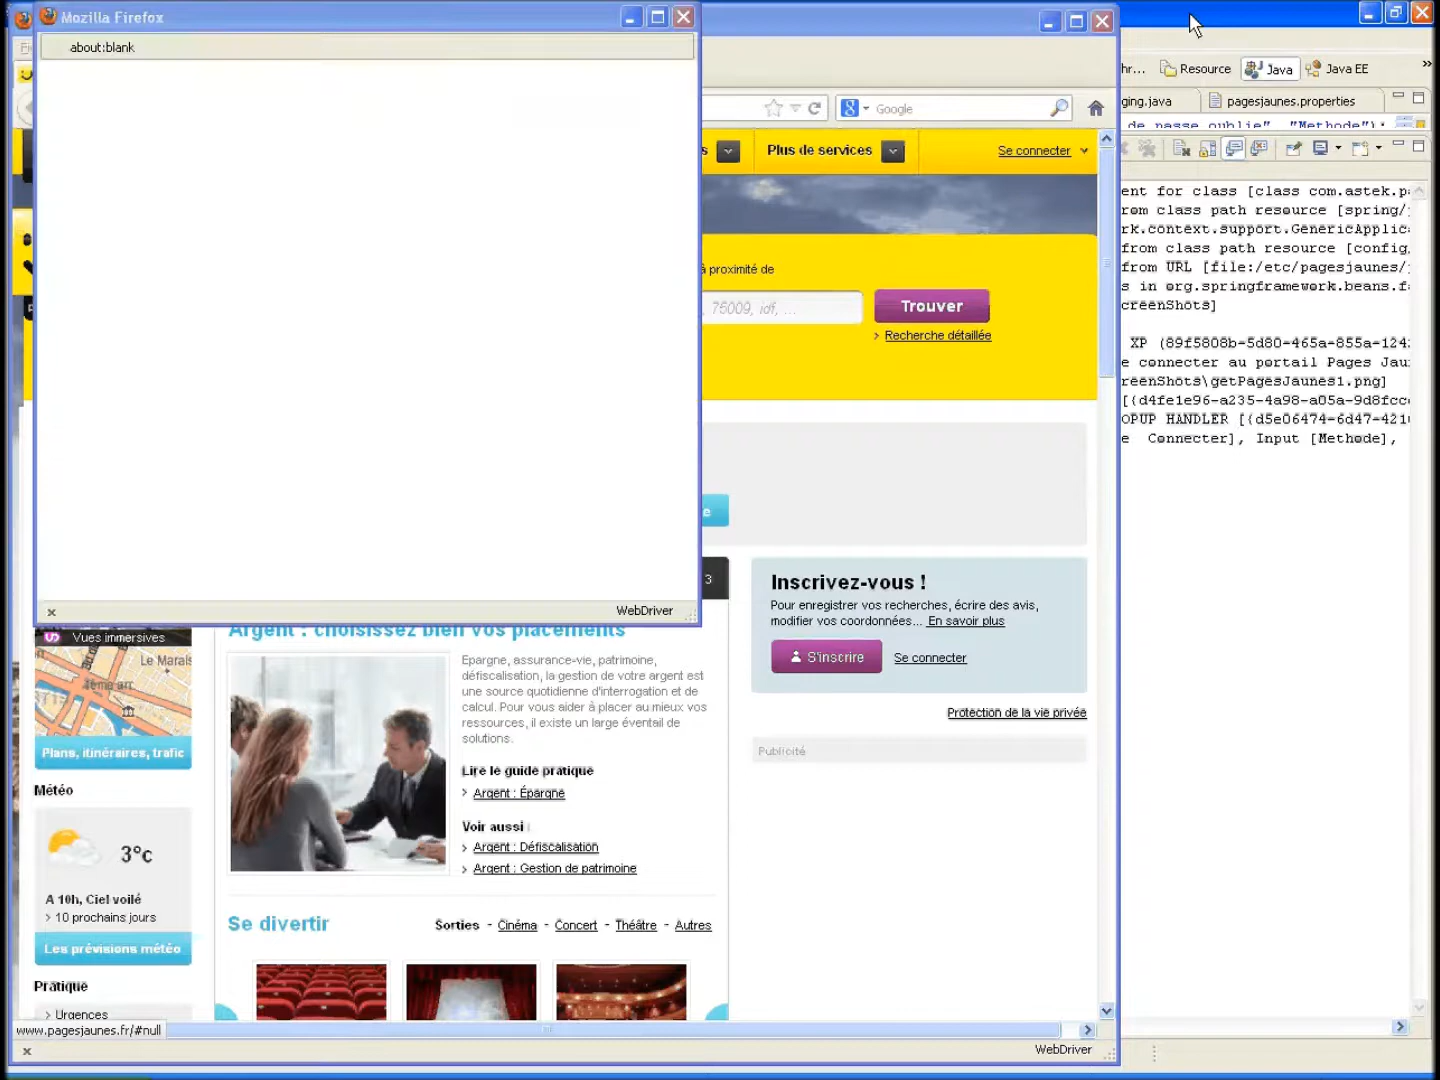 Mozilla Firefox
about:blank
WebDriver
Google
Plus de services
Se connecter
à proximité de
75009, idf, ...
Trouver
Recherche détaillée
3
Inscrivez-vous !
Pour enregistrer vos recherches, écrire des avis,
modifier vos coordonnées... En savoir plus
S'inscrire
Se connecter
Protection de la vie privée
Publicité
Vues immersives
Le Marais
4ème arr
Plans, itinéraires, trafic
Météo
3°c
A 10h, Ciel voilé
10 prochains jours
Les prévisions météo
Pratique
Urgences
Argent : choisissez bien vos placements
Epargne, assurance-vie, patrimoine,
défiscalisation, la gestion de votre argent est
une source quotidienne d'interrogation et de
calcul. Pour vous aider à placer au mieux vos
ressources, il existe un large éventail de
solutions.
Lire le guide pratique
Argent : Épargne
Voir aussi :
Argent : Défiscalisation
Argent : Gestion de patrimoine
Se divertir
Sorties - Cinéma - Concert - Théâtre - Autres
www.pagesjaunes.fr/#null
WebDriver
hr... Resource Java Java EE
ging.java pagesjaunes.properties
de passe oublie", "Methode");
ent for class [class com.astek.p
rom class path resource [spring/
rk.context.support.GenericApplic
from class path resource [config
from URL [file:/etc/pagesjaunes/
s in org.springframework.beans.f
creenShots]
XP (89f5808b-5d80-465a-855a-124
e connecter au portail Pages Jau
reenShots\getPagesJaunes1.png]
[{d4fe1e96-a235-4a98-a05a-9d8fcc
OPUP HANDLER [{d5e06474-6d47-421
e Connecter], Input [Methode],